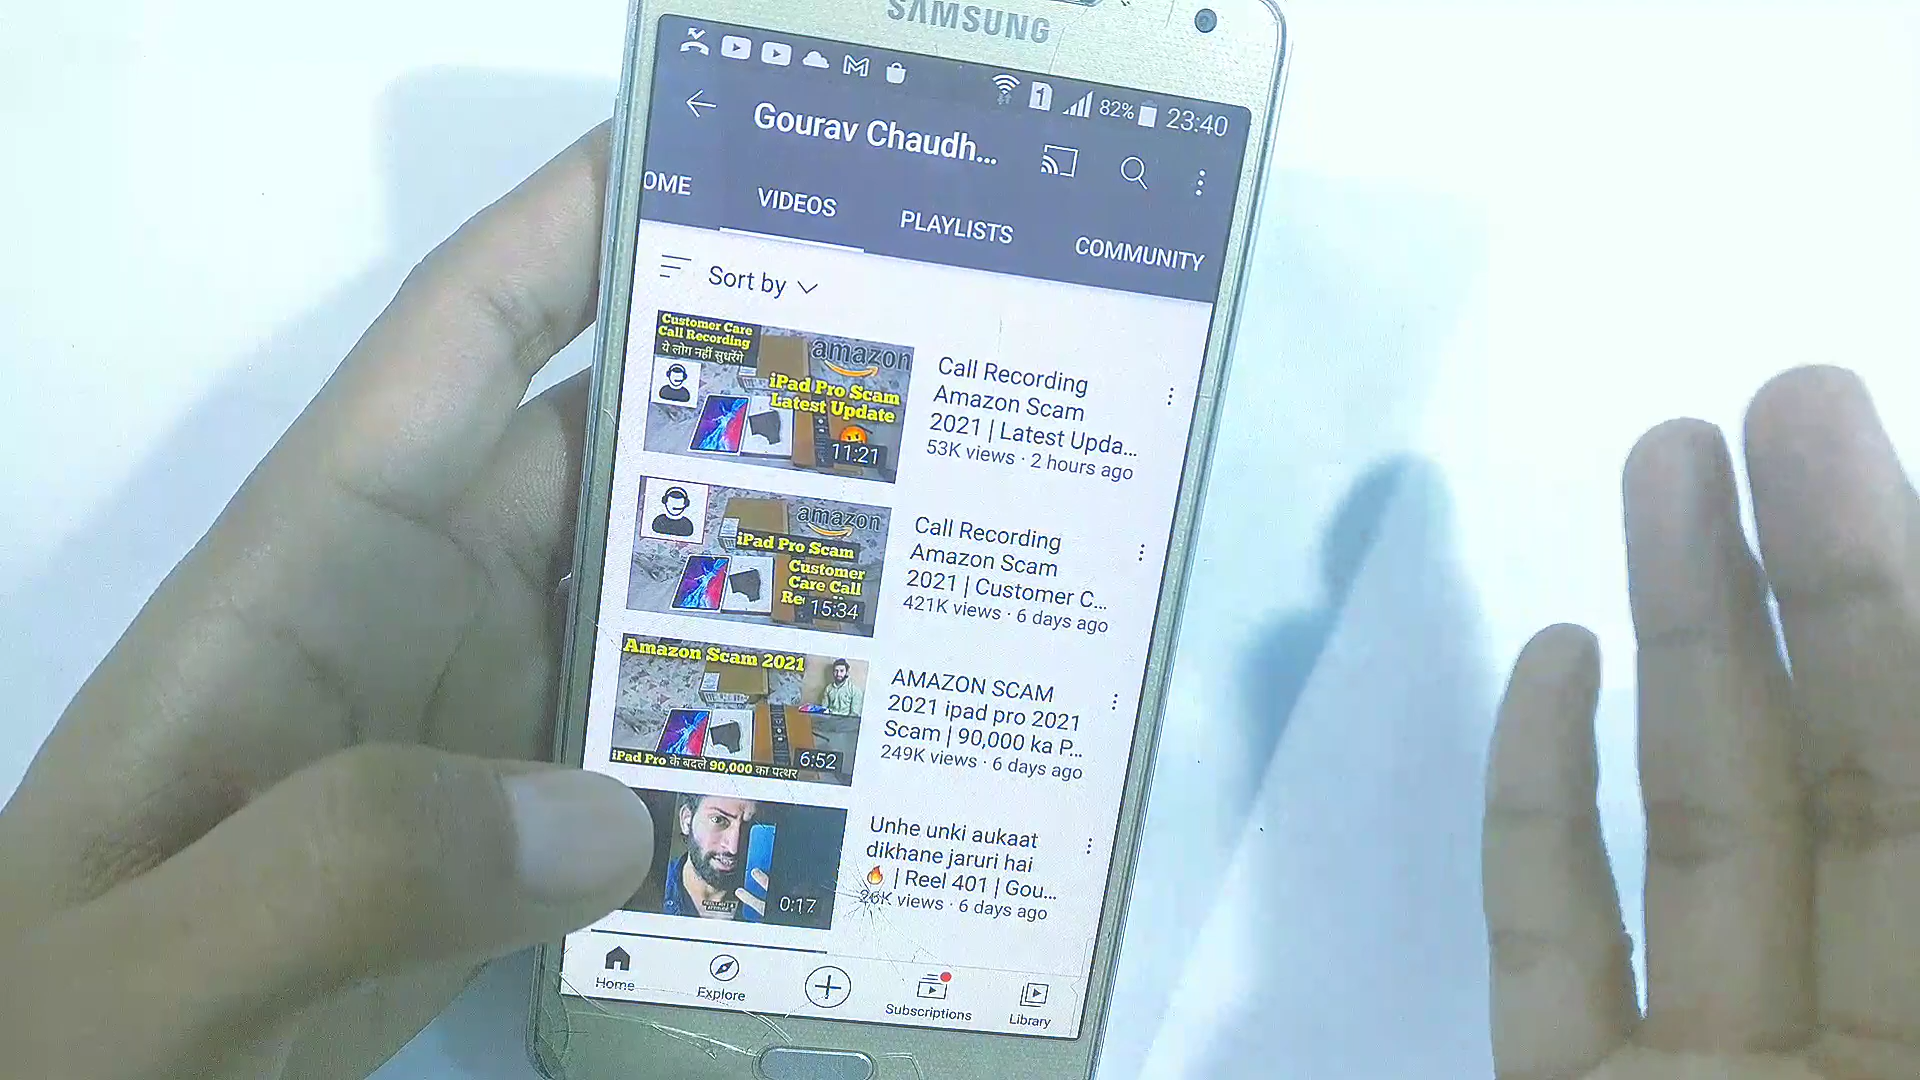 SAMSUNG
1 82% 23:40
Gourav Chaudh...
OME VIDEOS PLAYLISTS COMMUNITY
Sort by
Customer Care
Call Recording
ये लोग नहीं सुधरेंगे
amazon
iPad Pro Scam
Latest Update
11:21
Call Recording
Amazon Scam
2021 | Latest Upda...
53K views · 2 hours ago
amazon
iPad Pro Scam
Customer
Care Call
Re
15:34
Call Recording
Amazon Scam
2021 | Customer C...
421K views · 6 days ago
Amazon Scam 2021
iPad Pro के बदले 90,000 का पत्थर
6:52
AMAZON SCAM
2021 ipad pro 2021
Scam | 90,000 ka P...
249K views · 6 days ago
0:17
Unhe unki aukaat
dikhane jaruri hai
🔥 | Reel 401 | Gou...
26K views · 6 days ago
Home Explore Subscriptions Library